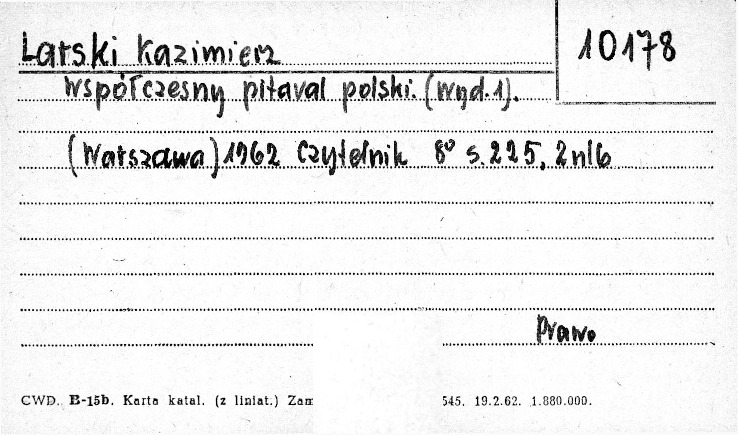 Larski Kazimierz
10178
Współczesny pitaval polski. (Wyd. 1).
(Warszawa) 1962 Czytelnik 8° s. 225, 2 nlb
Prawo
CWD. B-15b. Karta katal. (z liniat.) Zam
545. 19.2.62. 1.880.000.